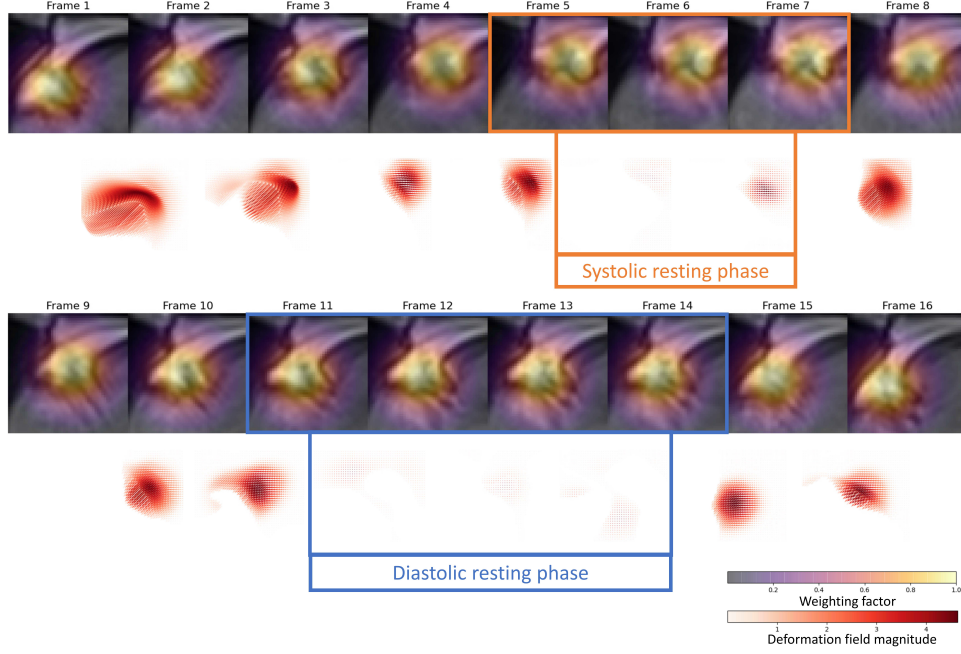 Frame 1 Frame 2 Frame 3 Frame 4 Frame 5 Frame 6 Frame 7 Frame 8
Systolic resting phase
Frame 9 Frame 10 Frame 11 Frame 12 Frame 13 Frame 14 Frame 15 Frame 16
Diastolic resting phase
0.2 0.4 0.6 0.8 1.0
Weighting factor
1 2 3 4
Deformation field magnitude